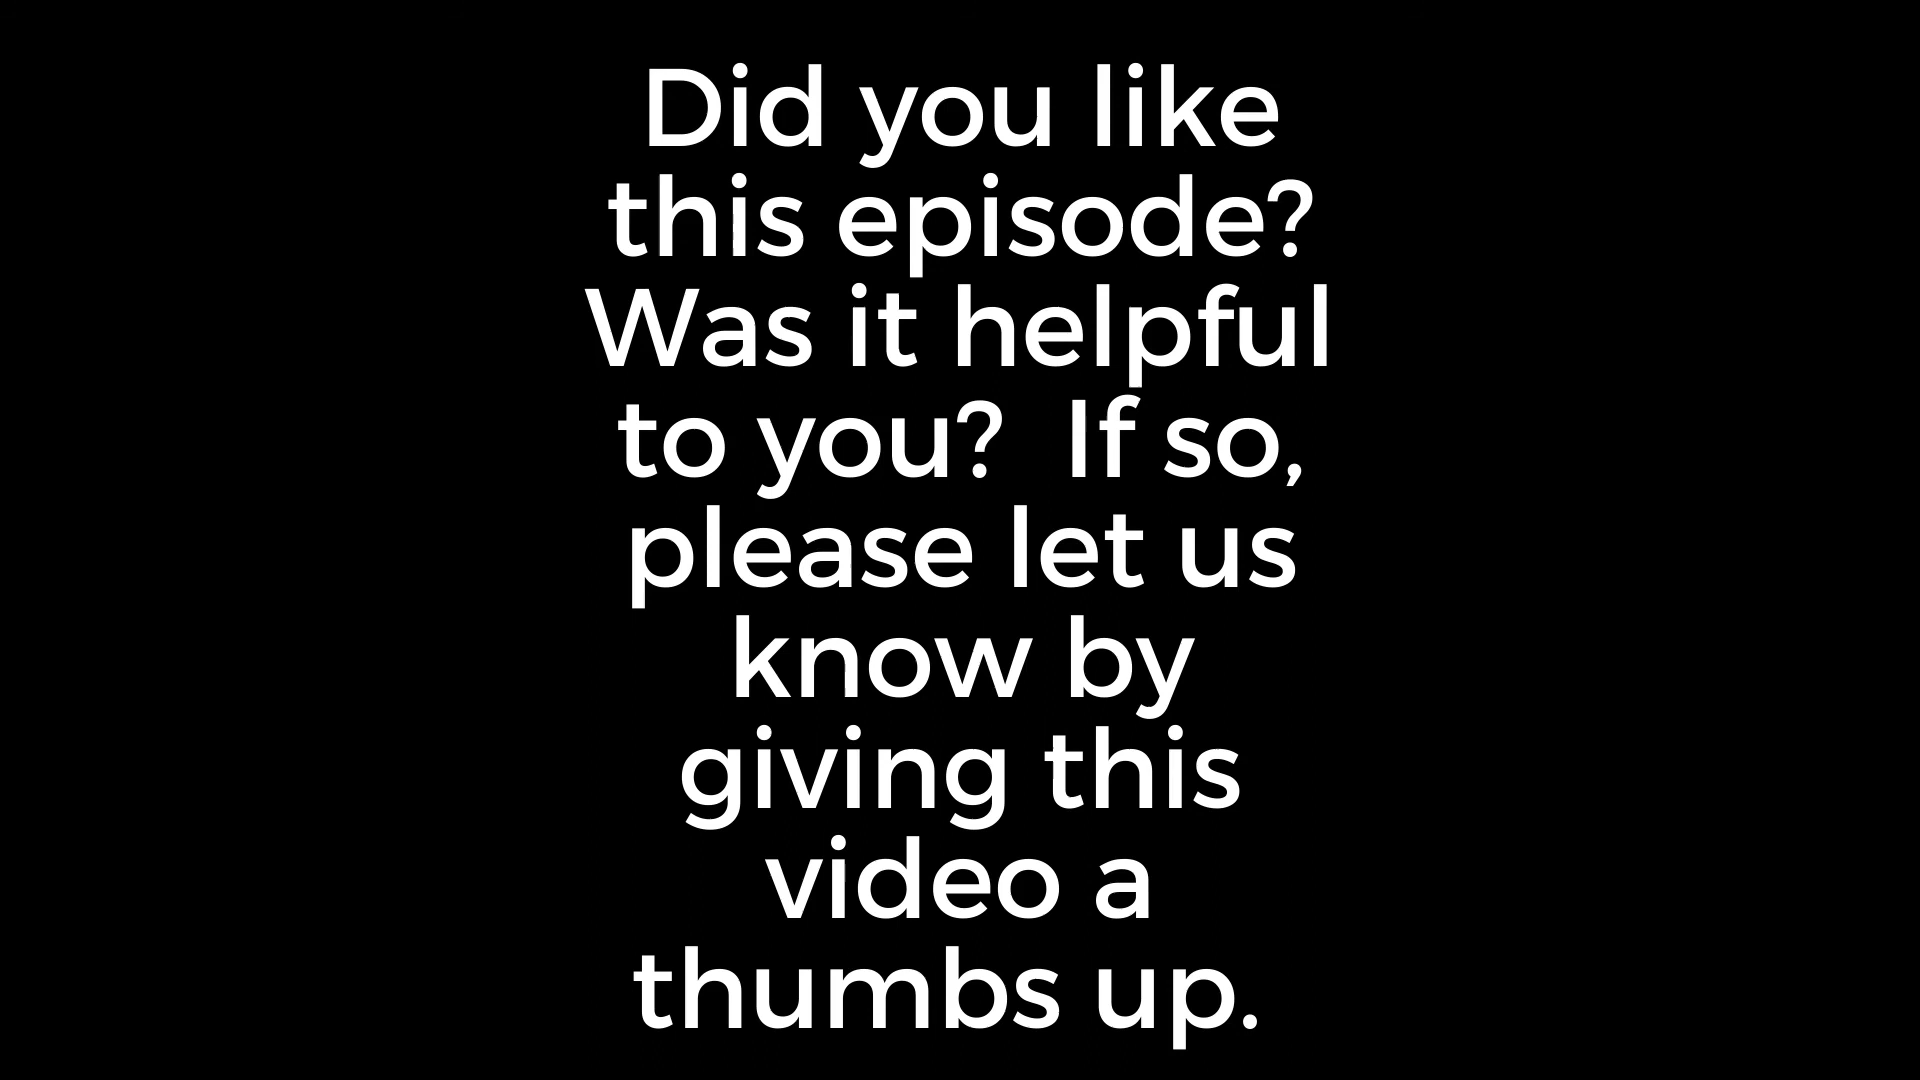 Did you like
this episode?
Was it helpful
to you?  If so,
please let us
know by
giving this
video a
thumbs up.